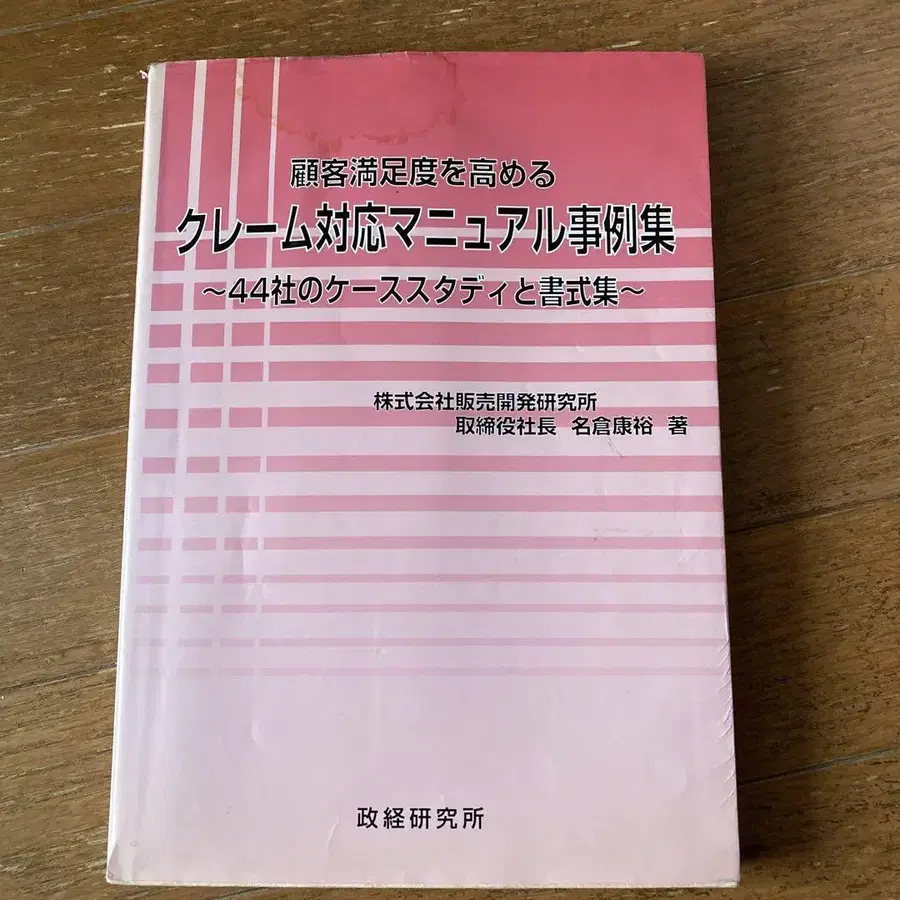 顧客満足度を高める
クレーム対応マニュアル事例集
～44社のケーススタディと書式集～
株式会社販売開発研究所
取締役社長 名倉康裕 著
政経研究所